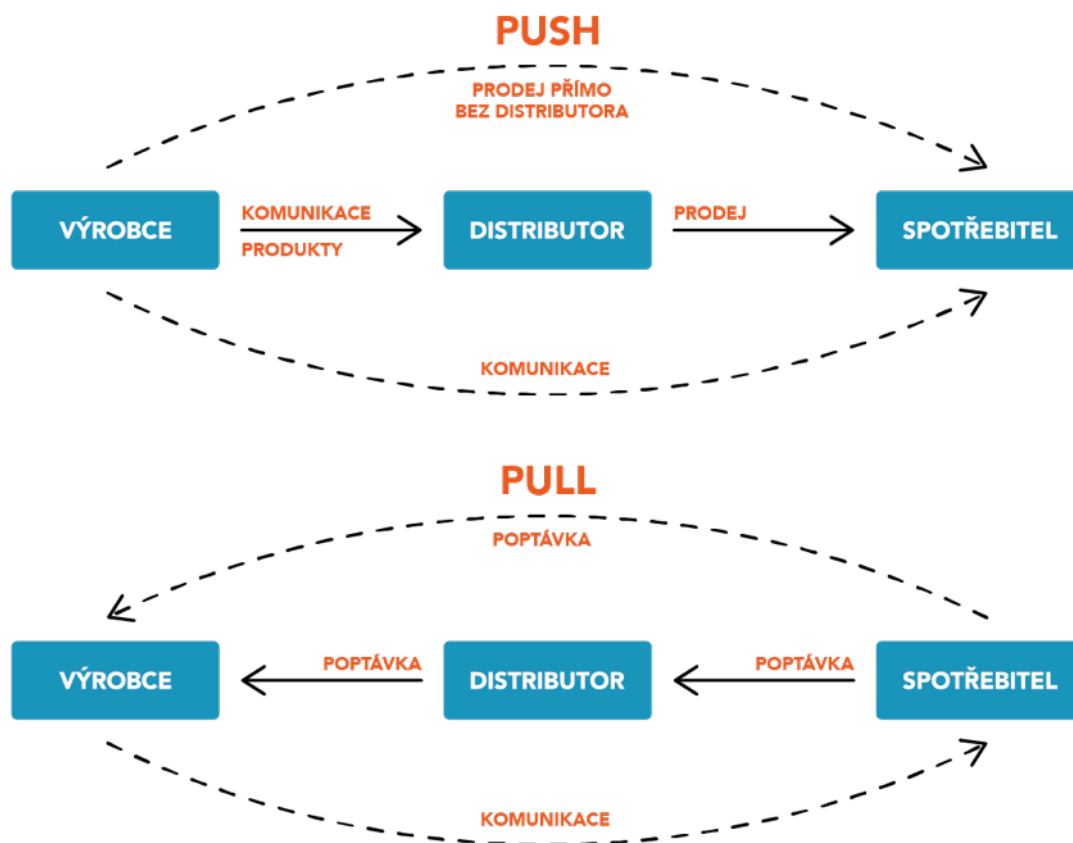 PUSH
PRODEJ PŘÍMO
BEZ DISTRIBUTORA
VÝROBCE
KOMUNIKACE
PRODUKTY
DISTRIBUTOR
PRODEJ
SPOTŘEBITEL
KOMUNIKACE
PULL
POPTÁVKA
VÝROBCE
POPTÁVKA
DISTRIBUTOR
POPTÁVKA
SPOTŘEBITEL
KOMUNIKACE